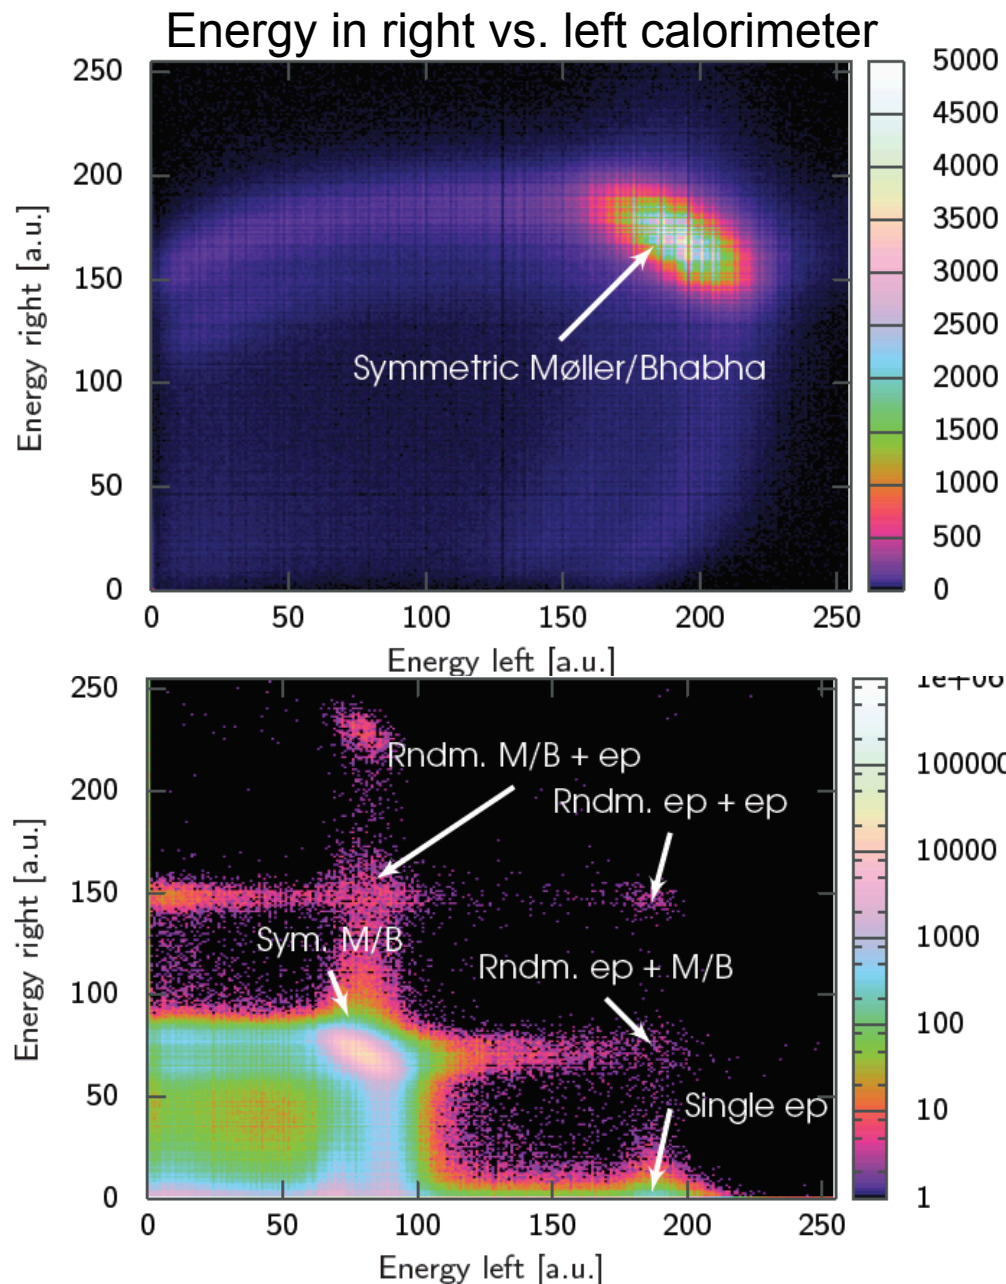 Energy in right vs. left calorimeter
250
200
150
100
50
0
Energy right [a.u.]
Symmetric Møller/Bhabha
5000
4500
4000
3500
3000
2500
2000
1500
1000
500
0
0 50 100 150 200 250
Energy left [a.u.]
250
200
150
100
50
0
Energy right [a.u.]
Rndm. M/B + ep
Rndm. ep + ep
Sym. M/B
Rndm. ep + M/B
Single ep
1e+06
100000
10000
1000
100
10
1
0 50 100 150 200 250
Energy left [a.u.]